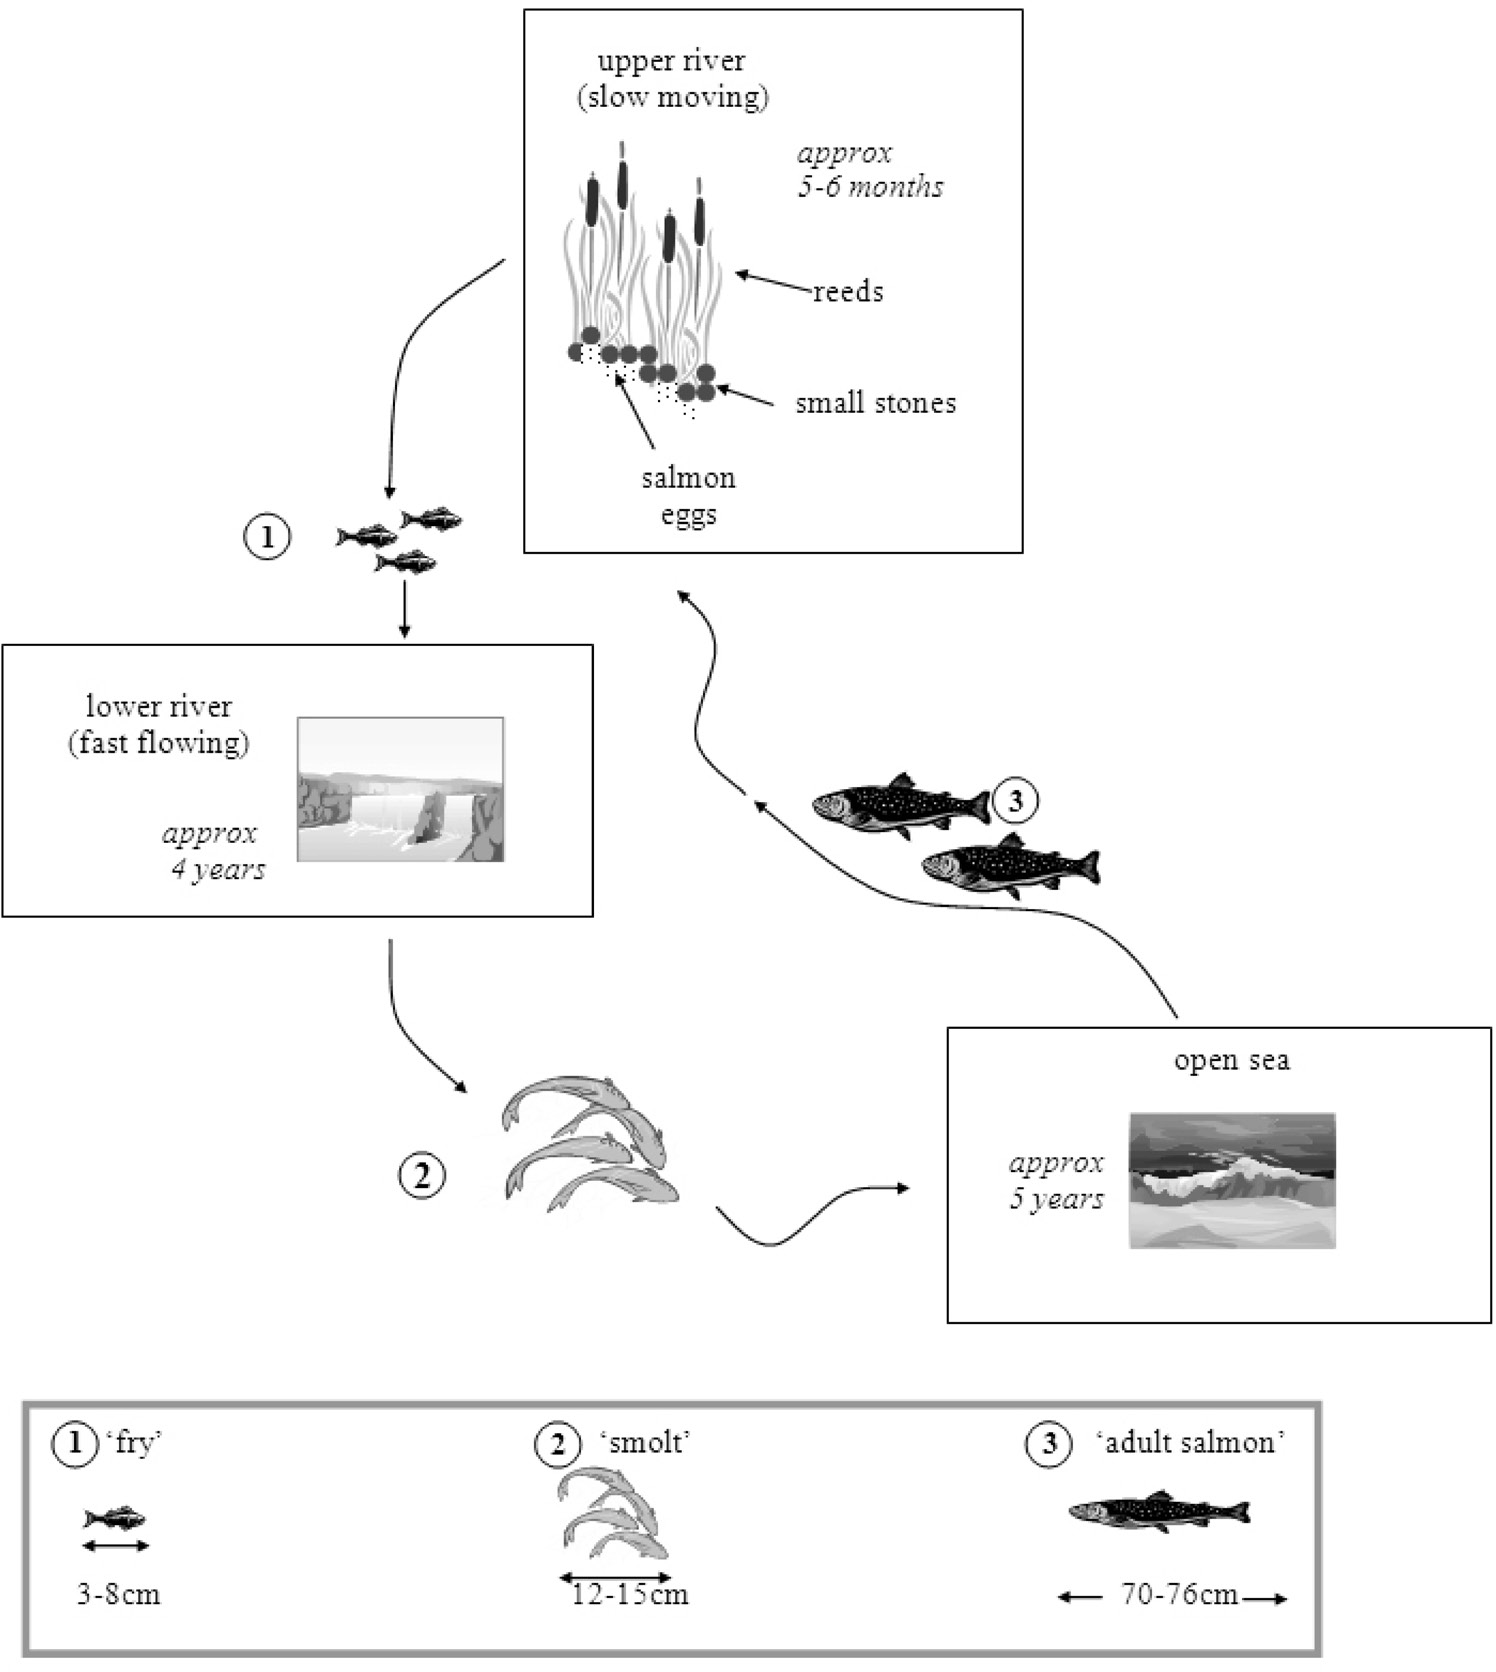 upper river
(slow moving)
approx
5-6 months
reeds
small stones
salmon
eggs
1
lower river
(fast flowing)
approx
4 years
3
2
open sea
approx
5 years
1 ‘fry’
3-8cm
2 ‘smolt’
12-15cm
3 ‘adult salmon’
70-76cm